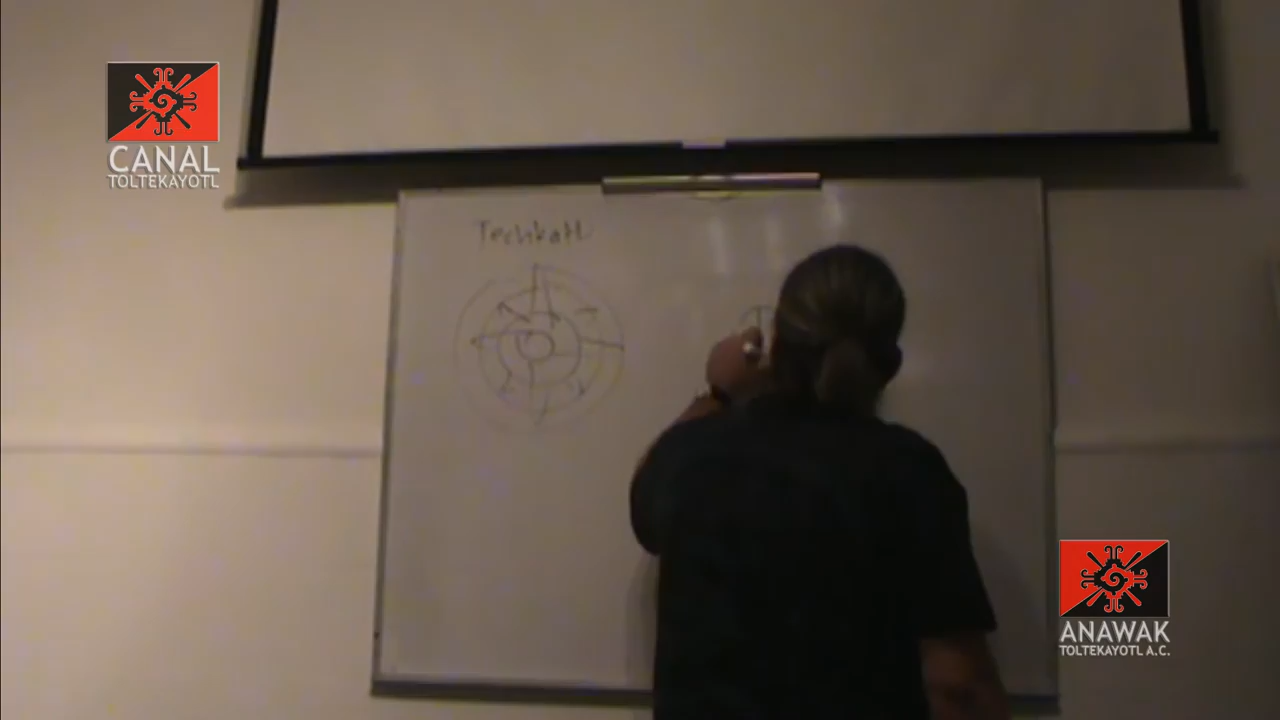 CANAL
TOLTEKAYOTL
Techkatl
ANAWAK
TOLTEKAYOTL A.C.